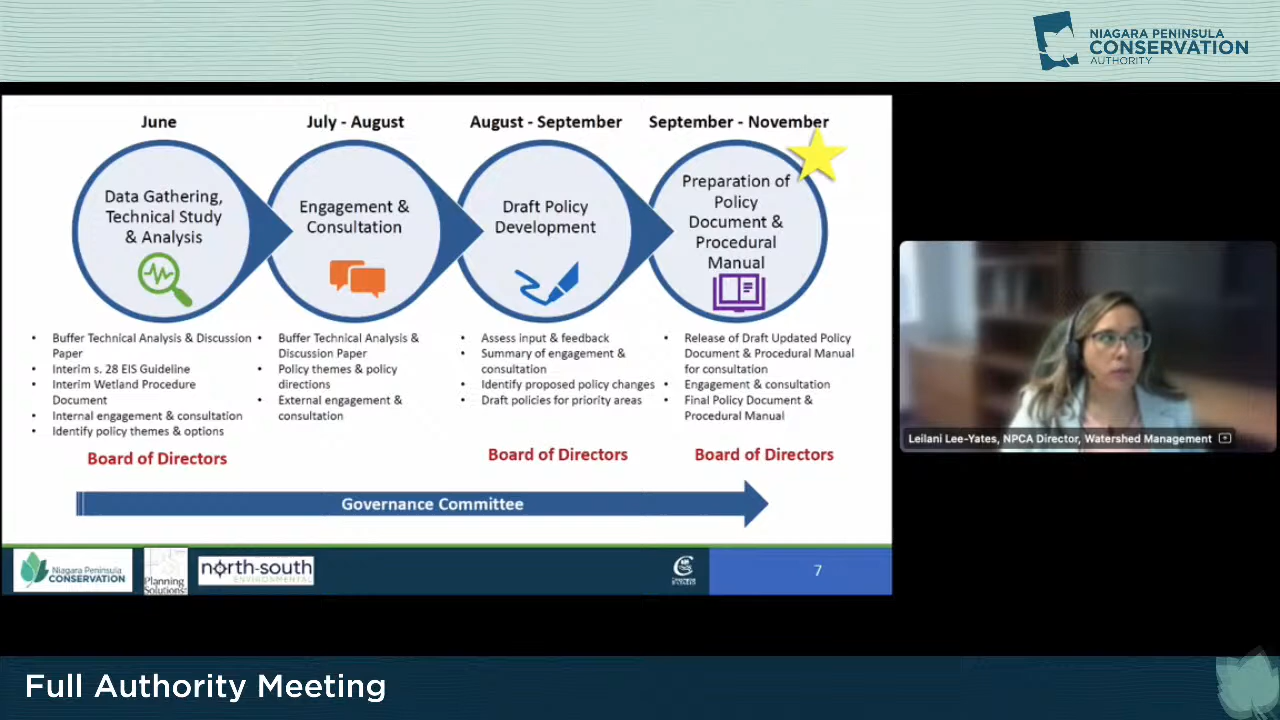 NIAGARA PENINSULA
CONSERVATION
AUTHORITY
June
July - August
August - September
September - November
Data Gathering,
Technical Study
& Analysis
Engagement &
Consultation
Draft Policy
Development
Preparation of
Policy
Document &
Procedural
Manual
• Buffer Technical Analysis & Discussion
Paper
• Interim s. 28 EIS Guideline
• Interim Wetland Procedure
Document
• Internal engagement & consultation
• Identify policy themes & options
Board of Directors
• Buffer Technical Analysis &
Discussion Paper
• Policy themes & policy
directions
• External engagement &
consultation
• Assess input & feedback
• Summary of engagement &
consultation
• Identify proposed policy changes
• Draft policies for priority areas
Board of Directors
• Release of Draft Updated Policy
Document & Procedural Manual
for consultation
• Engagement & consultation
• Final Policy Document &
Procedural Manual
Board of Directors
Governance Committee
Leilani Lee-Yates, NPCA Director, Watershed Management
Niagara Peninsula
CONSERVATION
Planning
Solutions
north-south
ENVIRONMENTAL
7
Full Authority Meeting